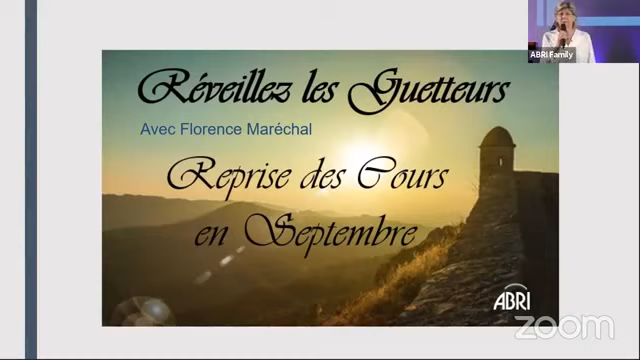 Réveillez les Guetteurs
Avec Florence Maréchal
Reprise des Cours
en Septembre
ABRI
zoom
ABRI Family